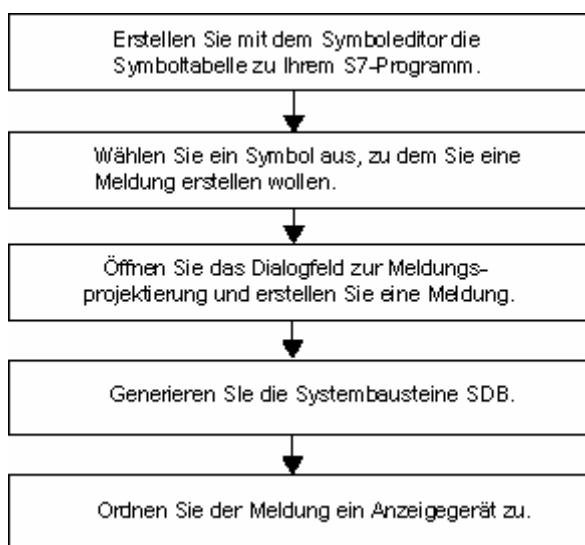 Erstellen Sie mit dem Symboleditor die
Symboltabelle zu Ihrem S7-Programm.
Wählen Sie ein Symbol aus, zu dem Sie eine
Meldung erstellen wollen.
Öffnen Sie das Dialogfeld zur Meldungs-
projektierung und erstellen Sie eine Meldung.
Generieren SIe die Systembausteine SDB.
Ordnen Sie der Meldung ein Anzeigegerät zu.